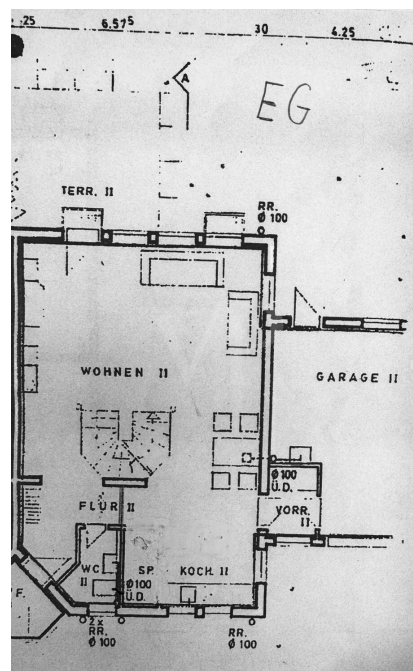 .25 6.57⁵ 30 4.25
A
EG
TERR. II
RR.
Ø 100
WOHNEN II
GARAGE II
Ø 100
Ü.D.
FLUR II
VORR.
II
WC
II
SP.
KOCH. II
Ø 100
Ü.D.
F.
2x
RR.
Ø 100
RR.
Ø 100